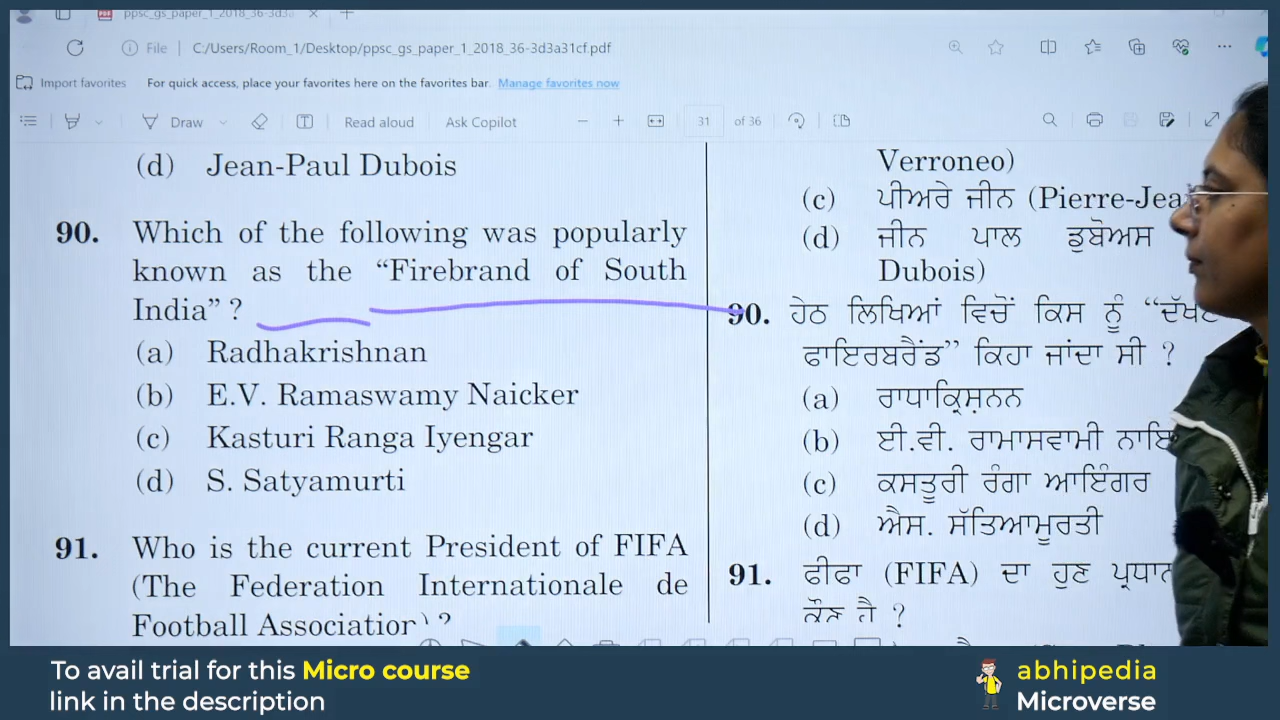 ppsc_gs_paper_1_2018_36-3d3a
File C:/Users/Room_1/Desktop/ppsc_gs_paper_1_2018_36-3d3a31cf.pdf
Import favorites For quick access, place your favorites here on the favorites bar. Manage favorites now
Draw Read aloud Ask Copilot 31 of 36
(d) Jean-Paul Dubois
90. Which of the following was popularly
known as the “Firebrand of South
India” ?
(a) Radhakrishnan
(b) E.V. Ramaswamy Naicker
(c) Kasturi Ranga Iyengar
(d) S. Satyamurti
91. Who is the current President of FIFA
(The Federation Internationale de
Football Association) ?
Verroneo)
(c) ਪੀਅਰੇ ਜੀਨ (Pierre-Jea
(d) ਜੀਨ ਪਾਲ ਡੁਬੋਅਸ
Dubois)
90. ਹੇਠ ਲਿਖਿਆਂ ਵਿਚੋਂ ਕਿਸ ਨੂੰ “ਦੱਖਣ
ਫਾਇਰਬਰੈਂਡ” ਕਿਹਾ ਜਾਂਦਾ ਸੀ ?
(a) ਰਾਧਾਕ੍ਰਿਸ਼ਨਨ
(b) ਈ.ਵੀ. ਰਾਮਾਸਵਾਮੀ ਨਾਇ
(c) ਕਸਤੂਰੀ ਰੰਗਾ ਆਇੰਗਰ
(d) ਐਸ. ਸੱਤਿਆਮੂਰਤੀ
91. ਫੀਫਾ (FIFA) ਦਾ ਹੁਣ ਪ੍ਰਧਾਨ
ਕੌਣ ਹੈ ?
To avail trial for this Micro course
link in the description
abhipedia
Microverse